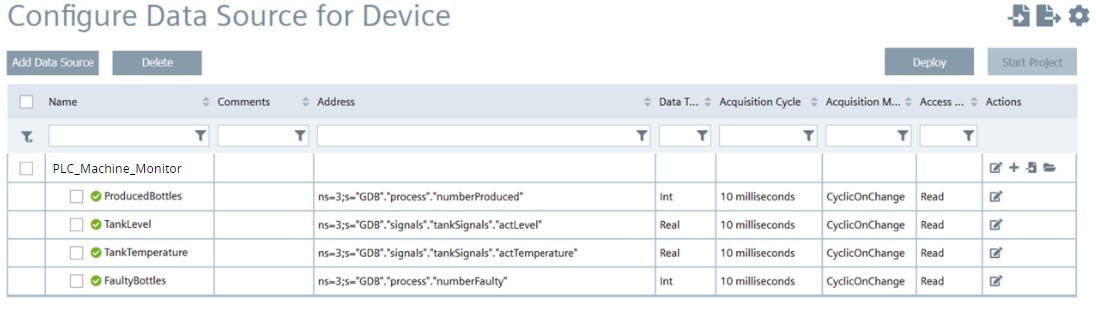 Configure Data Source for Device
Add Data Source Delete Deploy Start Project
Name Comments Address Data T... Acquisition Cycle Acquisition M... Access ... Actions
PLC_Machine_Monitor
ProducedBottles ns=3;s="GDB"."process"."numberProduced" Int 10 milliseconds CyclicOnChange Read
TankLevel ns=3;s="GDB"."signals"."tankSignals"."actLevel" Real 10 milliseconds CyclicOnChange Read
TankTemperature ns=3;s="GDB"."signals"."tankSignals"."actTemperature" Real 10 milliseconds CyclicOnChange Read
FaultyBottles ns=3;s="GDB"."process"."numberFaulty" Int 10 milliseconds CyclicOnChange Read